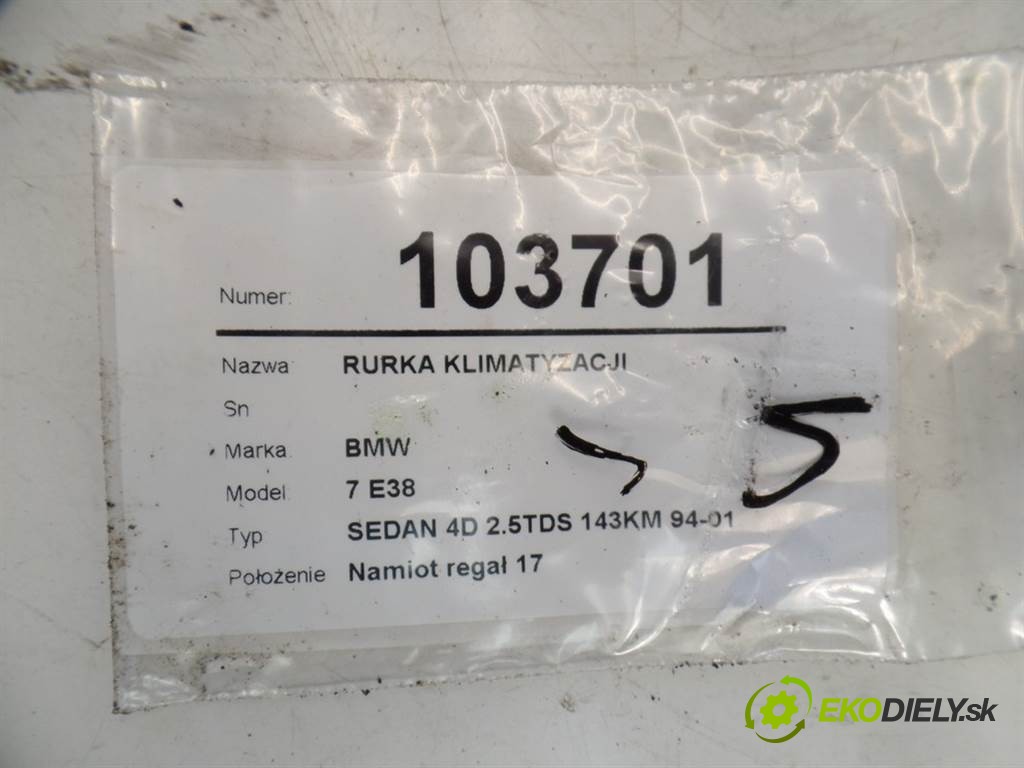 Numer: 103701
Nazwa: RURKA KLIMATYZACJI
Sn
Marka: BMW
Model: 7 E38
Typ SEDAN 4D 2.5TDS 143KM 94-01
Położenie Namiot regał 17
5
EKODIELY.sk